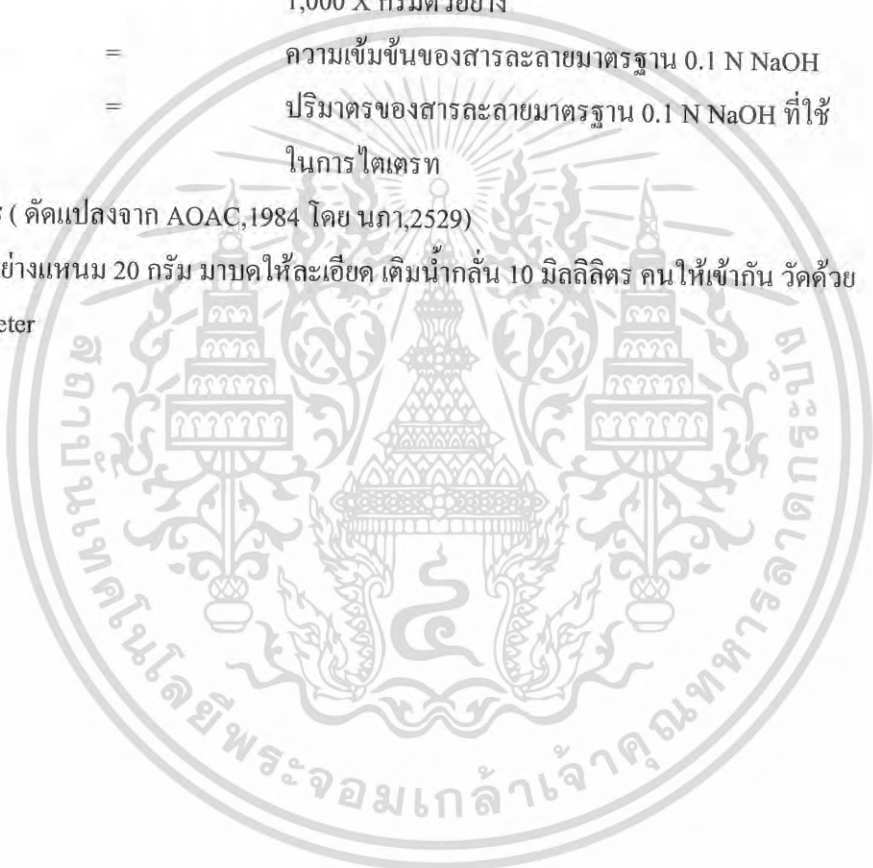 1,000 X กรัมตัวอย่าง
= ความเข้มข้นของสารละลายมาตรฐาน 0.1 N NaOH
= ปริมาตรของสารละลายมาตรฐาน 0.1 N NaOH ที่ใช้
ในการไตเตรท
( ดัดแปลงจาก AOAC,1984 โดย นภา,2529)
ย่างแหนม 20 กรัม มาบดให้ละเอียด เติมน้ำกลั่น 10 มิลลิลิตร คนให้เข้ากัน วัดด้วย
eter
สถาบันเทคโนโลยีพระจอมเกล้าเจ้าคุณทหารลาดกระบัง